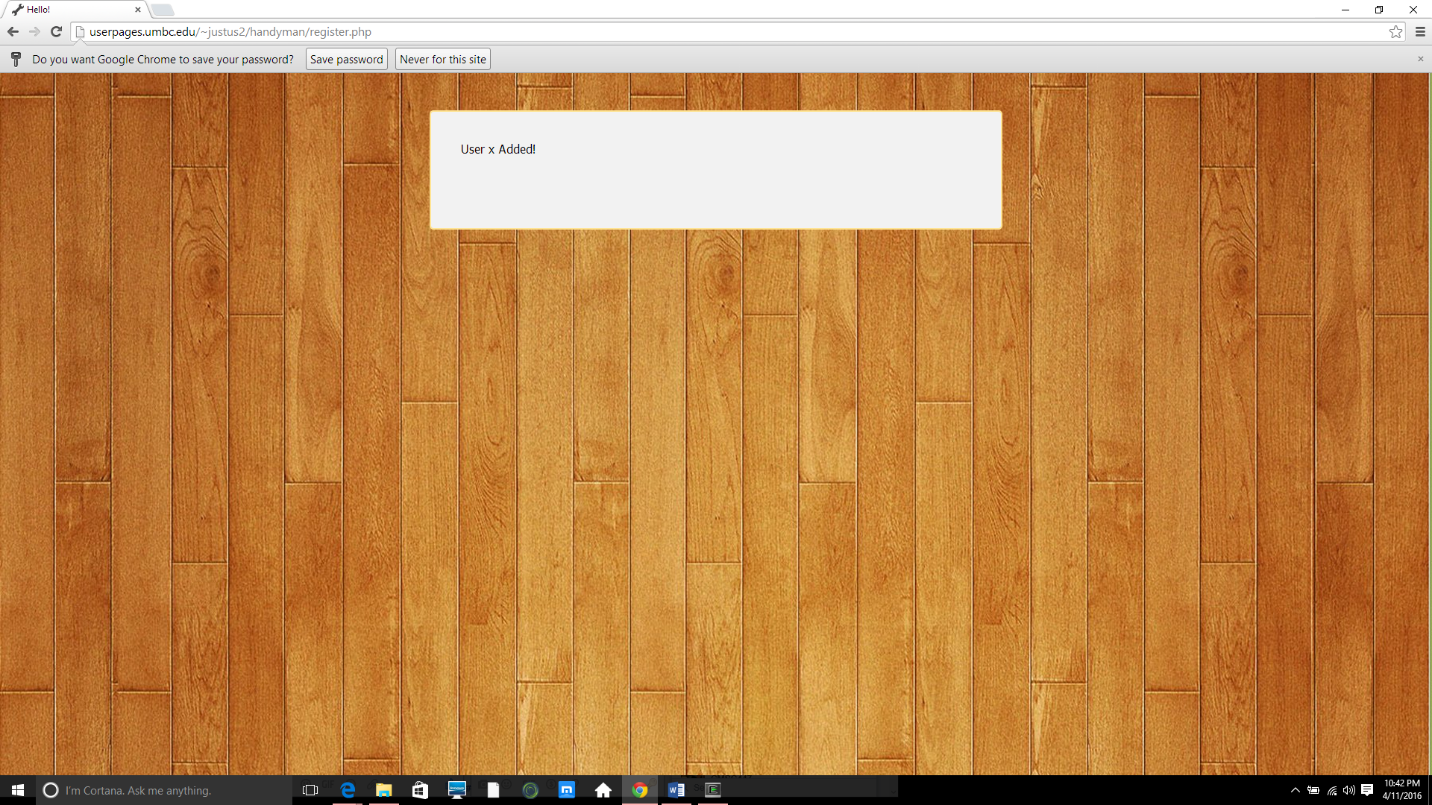 Hello!
userpages.umbc.edu/~justus2/handyman/register.php
Do you want Google Chrome to save your password? Save password Never for this site
User x Added!
I'm Cortana. Ask me anything.
10:42 PM
4/11/2016